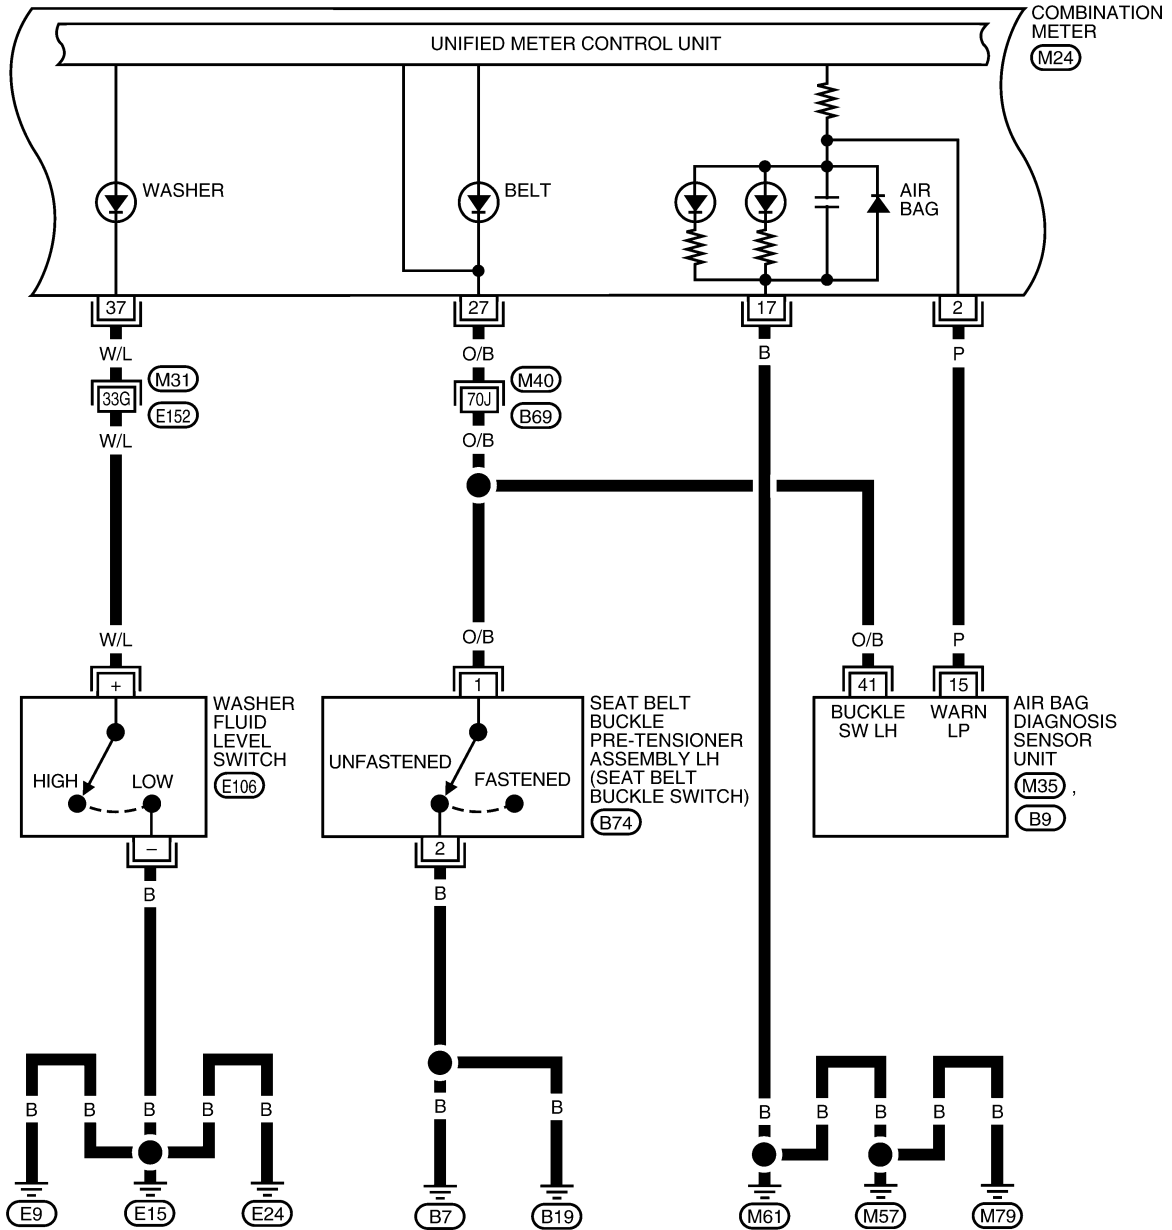 COMBINATION
METER
M24
UNIFIED METER CONTROL UNIT
WASHER
BELT
AIR
BAG
37
27
17
2
W/L
O/B
B
P
33G
M31
E152
70J
M40
B69
W/L
O/B
W/L
O/B
O/B
P
+
1
41
15
WASHER
FLUID
LEVEL
SWITCH
E106
HIGH
LOW
UNFASTENED
FASTENED
SEAT BELT
BUCKLE
PRE-TENSIONER
ASSEMBLY LH
(SEAT BELT
BUCKLE SWITCH)
B74
BUCKLE
SW LH
WARN
LP
AIR BAG
DIAGNOSIS
SENSOR
UNIT
M35 ,
B9
–
2
B
B
B
B
B
B
B
B
B
B
B
B
B
B
E9
E15
E24
B7
B19
M61
M57
M79